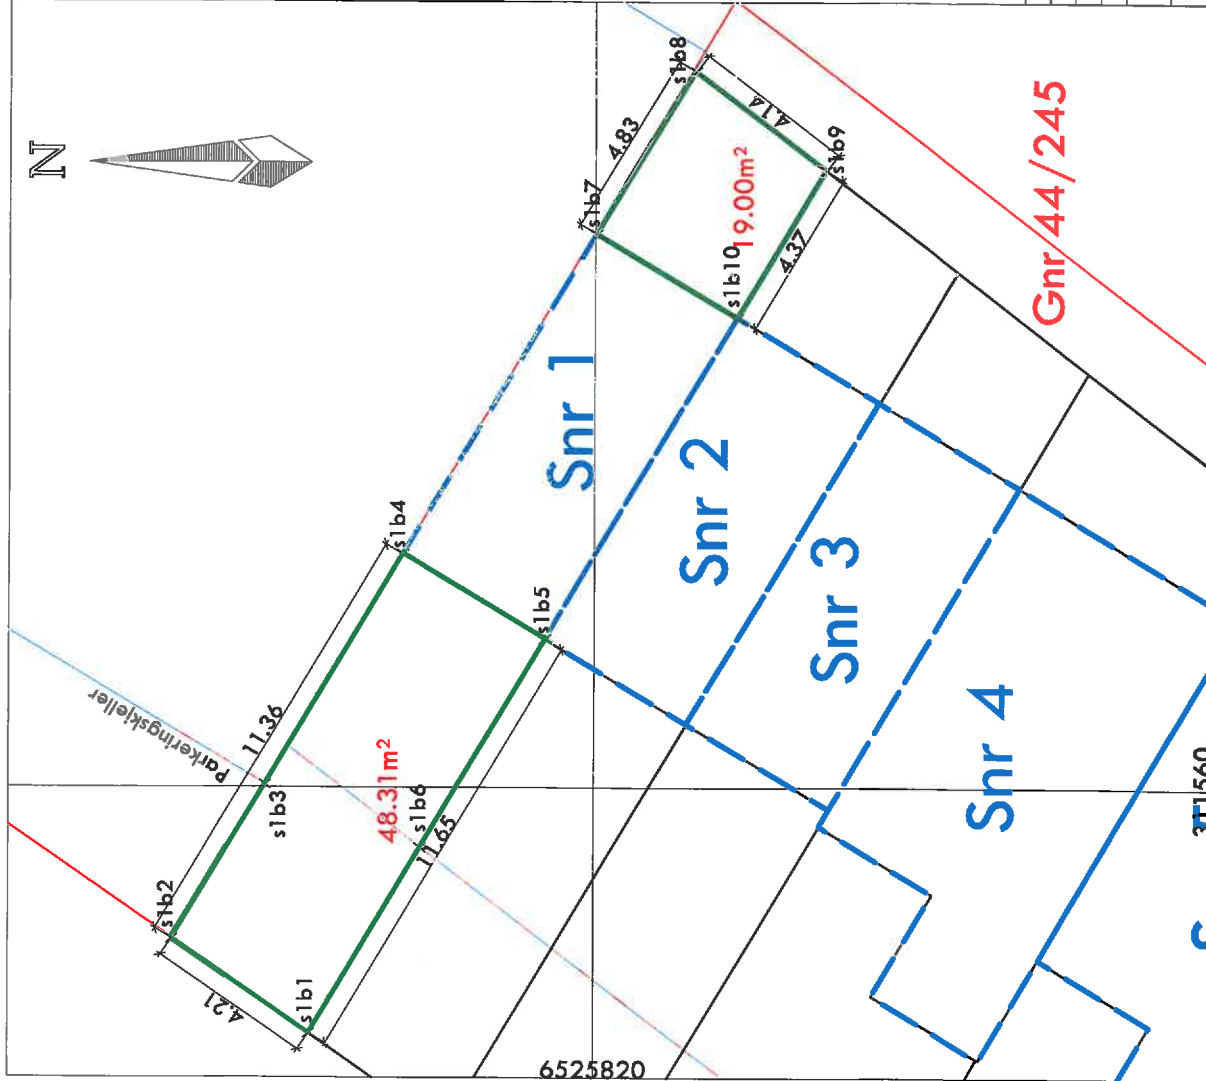 N
s1b8
4.83
4.14
s1b7
s1b9
19.00m²
s1b10
4.37
Gnr 44/245
Snr 1
s1b4
Snr 2
s1b5
Snr 3
Parkeringskjeller
11.36
s1b3
48.31m²
s1b6
11.65
Snr 4
s1b2
4.21
s1b1
311560
6525820